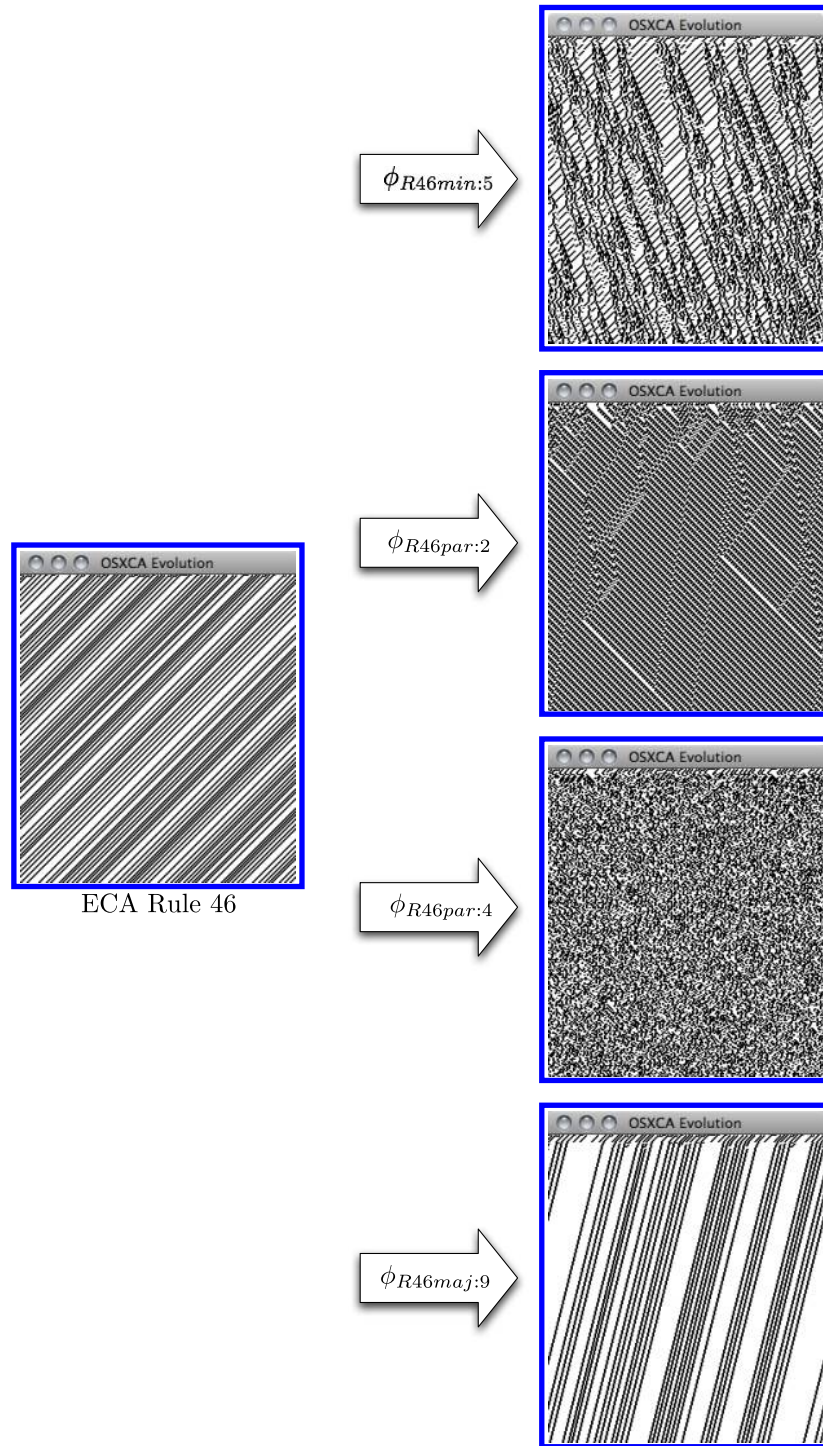 OSXCA Evolution
ϕR46min:5
OSXCA Evolution
ϕR46par:2
OSXCA Evolution
ECA Rule 46
OSXCA Evolution
ϕR46par:4
OSXCA Evolution
ϕR46maj:9